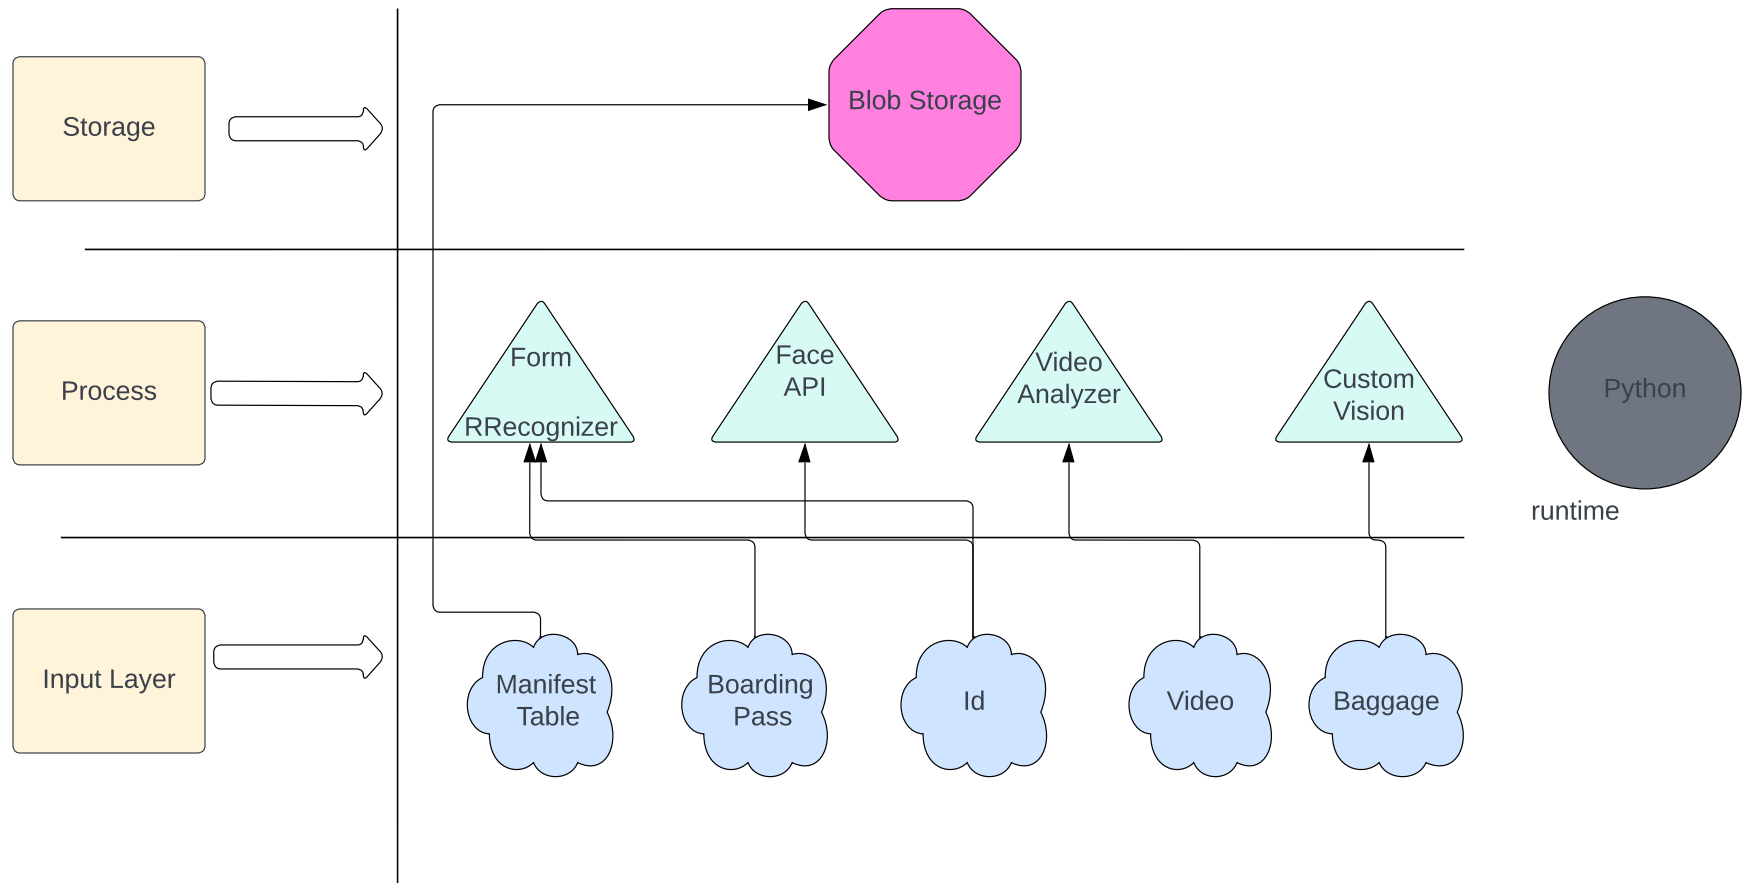 Storage
Blob Storage
Process
Form
RRecognizer
Face
API
Video
Analyzer
Custom
Vision
Python
runtime
Input Layer
Manifest
Table
Boarding
Pass
Id
Video
Baggage